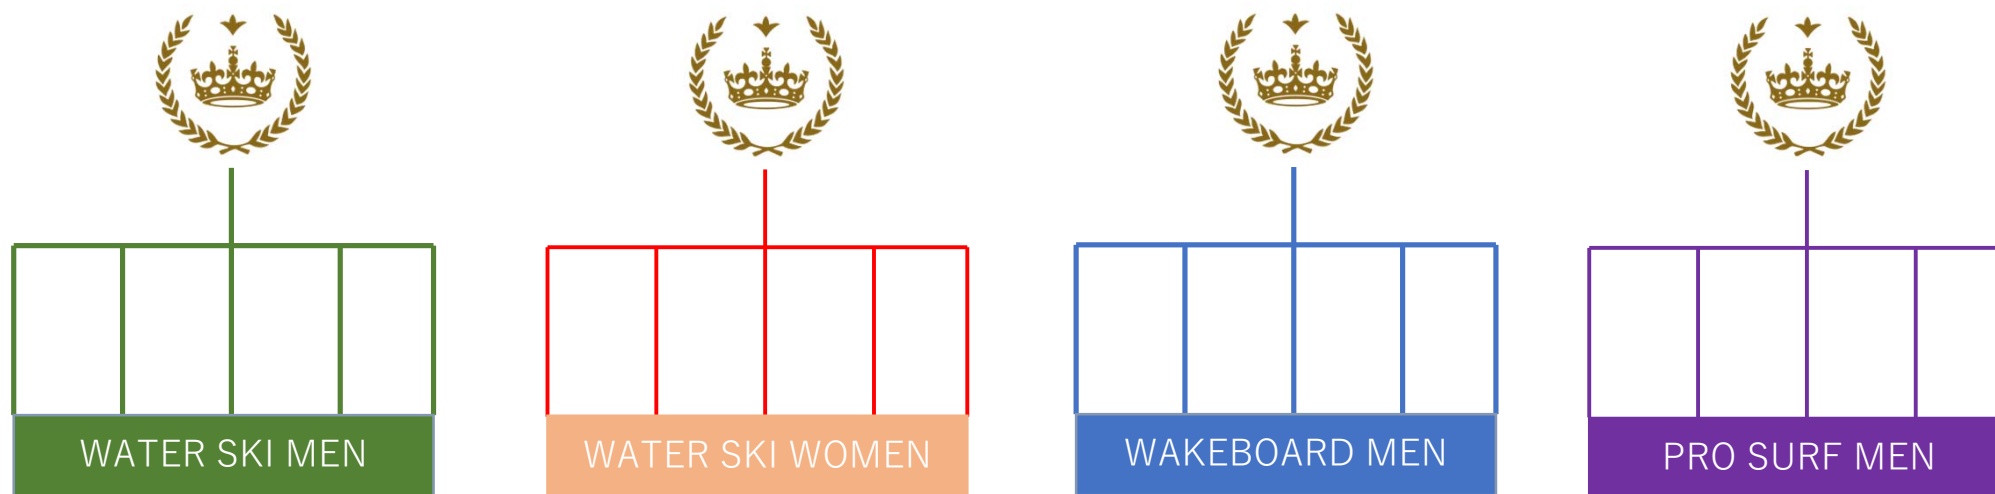 WATER SKI MEN
WATER SKI WOMEN
WAKEBOARD MEN
PRO SURF MEN